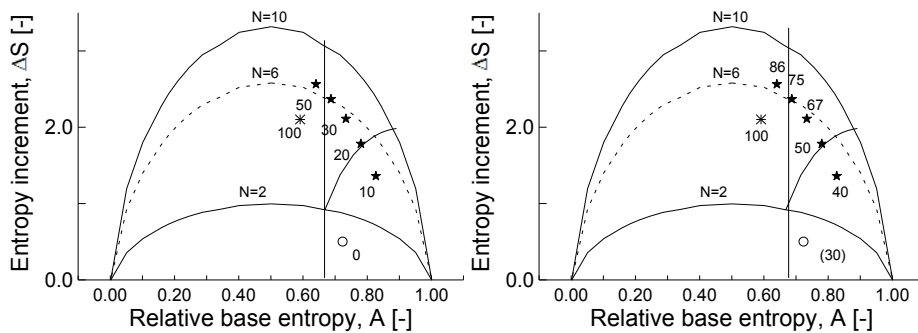 Entropy increment, ΔS [-]
2.0
0.0
N=10
N=6
N=2
50
100
30
20
10
0
0.00 0.20 0.40 0.60 0.80 1.00
Relative base entropy, A [-]
Entropy increment, ΔS [-]
2.0
0.0
N=10
N=6
N=2
86
75
67
100
50
40
(30)
0.00 0.20 0.40 0.60 0.80 1.00
Relative base entropy, A [-]